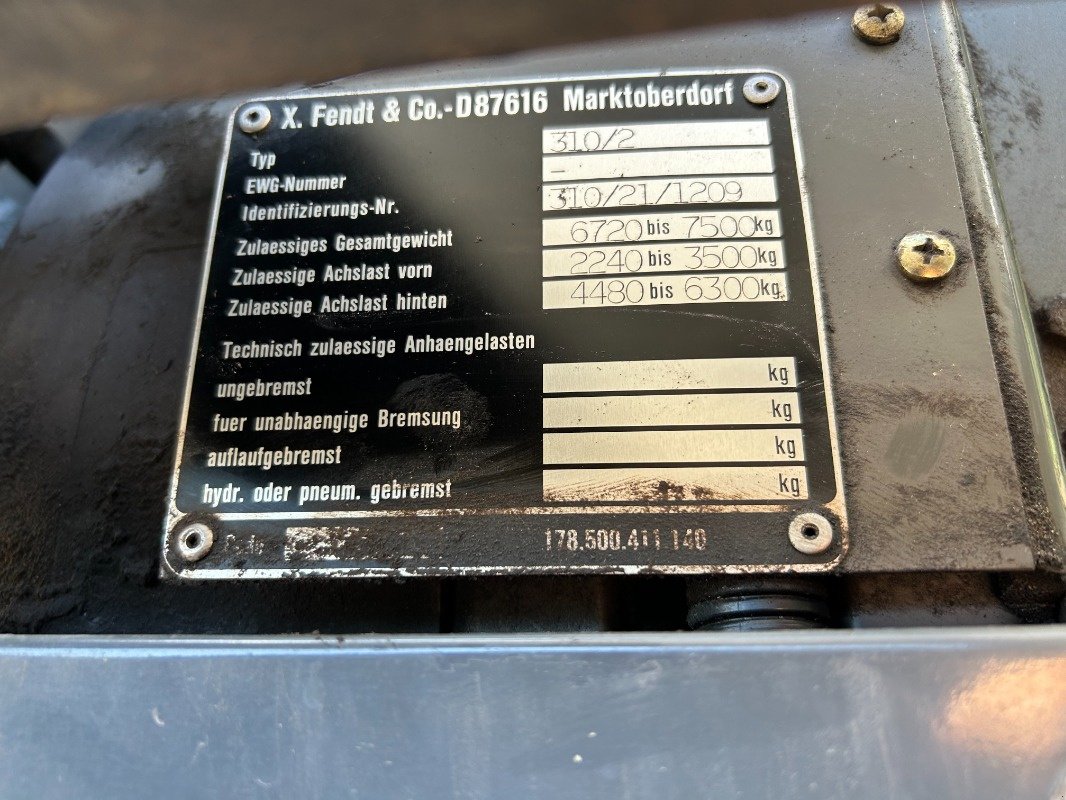 X. Fendt & Co.-D87616 Marktoberdorf
Typ 310/2
EWG-Nummer –
Identifizierungs-Nr. 310/21/1209
Zulaessiges Gesamtgewicht 6720 bis 7500 kg
Zulaessige Achslast vorn 2240 bis 3500 kg
Zulaessige Achslast hinten 4480 bis 6300 kg
Technisch zulaessige Anhaengelasten
ungebremst kg
fuer unabhaengige Bremsung kg
auflaufgebremst kg
hydr. oder pneum. gebremst kg
178.500.411 140